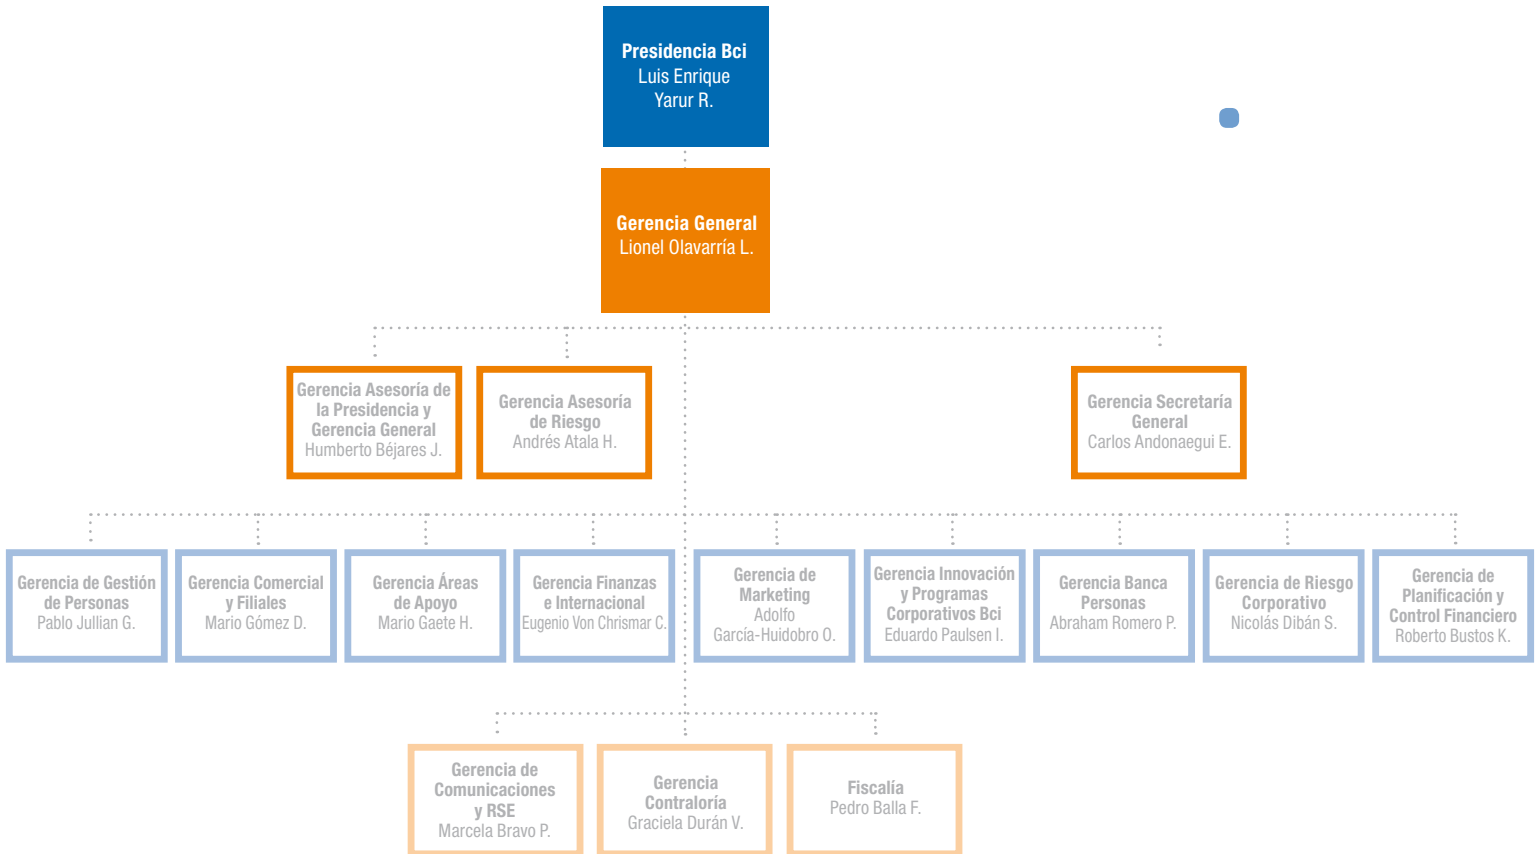 Presidencia Bci
Luis Enrique
Yarur R.
Gerencia General
Lionel Olavarría L.
Gerencia Asesoría de
la Presidencia y
Gerencia General
Humberto Béjares J.
Gerencia Asesoría
de Riesgo
Andrés Atala H.
Gerencia Secretaría
General
Carlos Andonaegui E.
Gerencia de Gestión
de Personas
Pablo Jullian G.
Gerencia Comercial
y Filiales
Mario Gómez D.
Gerencia Áreas
de Apoyo
Mario Gaete H.
Gerencia Finanzas
e Internacional
Eugenio Von Chrismar C.
Gerencia de
Marketing
Adolfo
García-Huidobro O.
Gerencia Innovación
y Programas
Corporativos Bci
Eduardo Paulsen I.
Gerencia Banca
Personas
Abraham Romero P.
Gerencia de Riesgo
Corporativo
Nicolás Dibán S.
Gerencia de
Planificación y
Control Financiero
Roberto Bustos K.
Gerencia de
Comunicaciones
y RSE
Marcela Bravo P.
Gerencia
Contraloría
Graciela Durán V.
Fiscalía
Pedro Balla F.